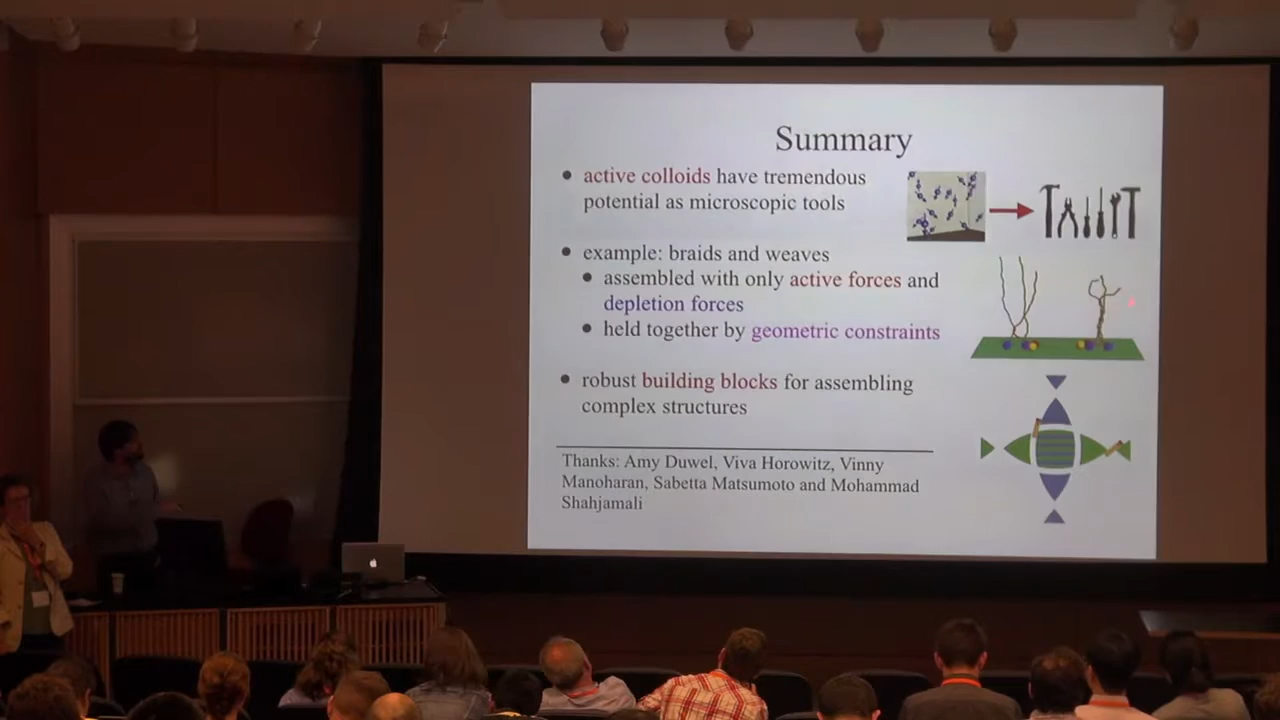 Summary
active colloids have tremendous
potential as microscopic tools
example: braids and weaves
assembled with only active forces and
depletion forces
held together by geometric constraints
robust building blocks for assembling
complex structures
Thanks: Amy Duwel, Viva Horowitz, Vinny
Manoharan, Sabetta Matsumoto and Mohammad
Shahjamali